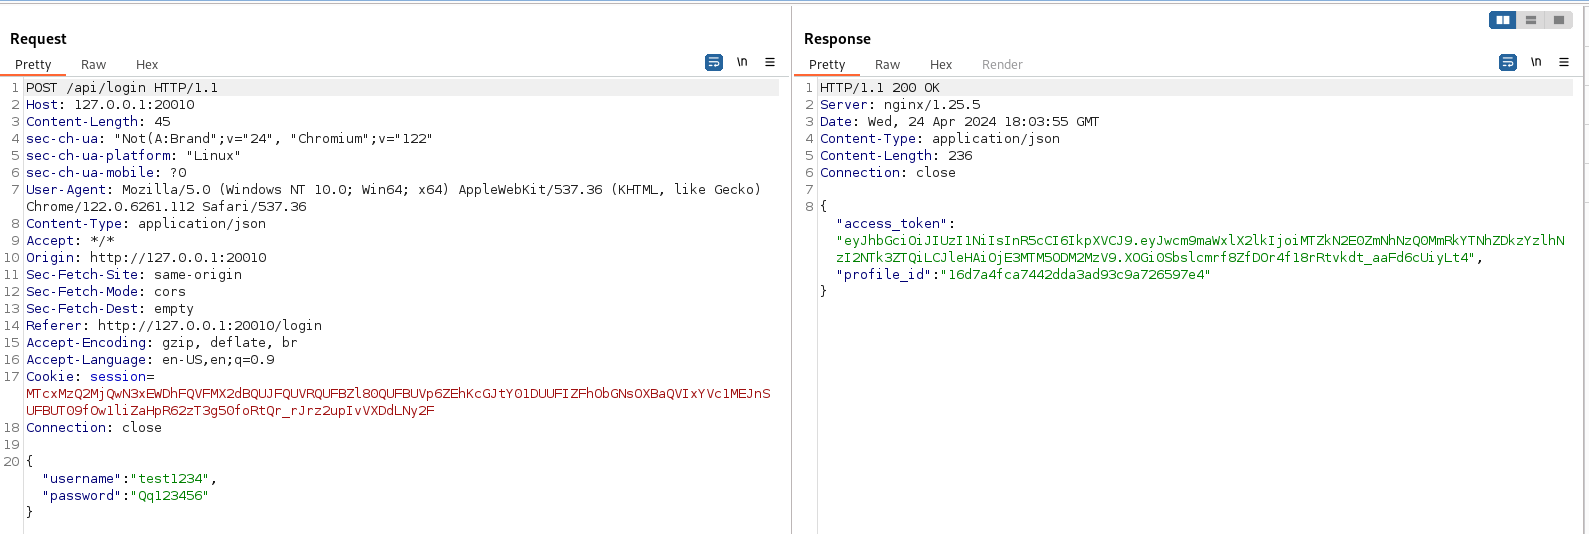 Request
Pretty Raw Hex \n
1 POST /api/login HTTP/1.1
2 Host: 127.0.0.1:20010
3 Content-Length: 45
4 sec-ch-ua: "Not(A:Brand";v="24", "Chromium";v="122"
5 sec-ch-ua-platform: "Linux"
6 sec-ch-ua-mobile: ?0
7 User-Agent: Mozilla/5.0 (Windows NT 10.0; Win64; x64) AppleWebKit/537.36 (KHTML, like Gecko)
Chrome/122.0.6261.112 Safari/537.36
8 Content-Type: application/json
9 Accept: */*
10 Origin: http://127.0.0.1:20010
11 Sec-Fetch-Site: same-origin
12 Sec-Fetch-Mode: cors
13 Sec-Fetch-Dest: empty
14 Referer: http://127.0.0.1:20010/login
15 Accept-Encoding: gzip, deflate, br
16 Accept-Language: en-US,en;q=0.9
17 Cookie: session=
MTcxMzQ2MjQwN3xEWDhFQVFMX2dBQUJFQUVRQUFBZl80QUFBUVp6ZEhKcGJtY01DUUFIZFhObGNsOXBaQVIxYVc1MEJnS
UFBUT09fOw1liZaHpR62zT3g50foRtQr_rJrz2upIvVXDdLNy2F
18 Connection: close
19
20 {
"username":"test1234",
"password":"Qq123456"
}
Response
Pretty Raw Hex Render \n
1 HTTP/1.1 200 OK
2 Server: nginx/1.25.5
3 Date: Wed, 24 Apr 2024 18:03:55 GMT
4 Content-Type: application/json
5 Content-Length: 236
6 Connection: close
7
8 {
"access_token":
"eyJhbGciOiJIUzI1NiIsInR5cCI6IkpXVCJ9.eyJwcm9maWxlX2lkIjoiMTZkN2E0ZmNhNzQ0MmRkYTNhZDkzYzlhN
zI2NTk3ZTQiLCJleHAiOjE3MTM5ODM2MzV9.XOGi0Sbslcmrf8ZfDOr4f18rRtvkdt_aaFd6cUiyLt4",
"profile_id":"16d7a4fca7442dda3ad93c9a726597e4"
}